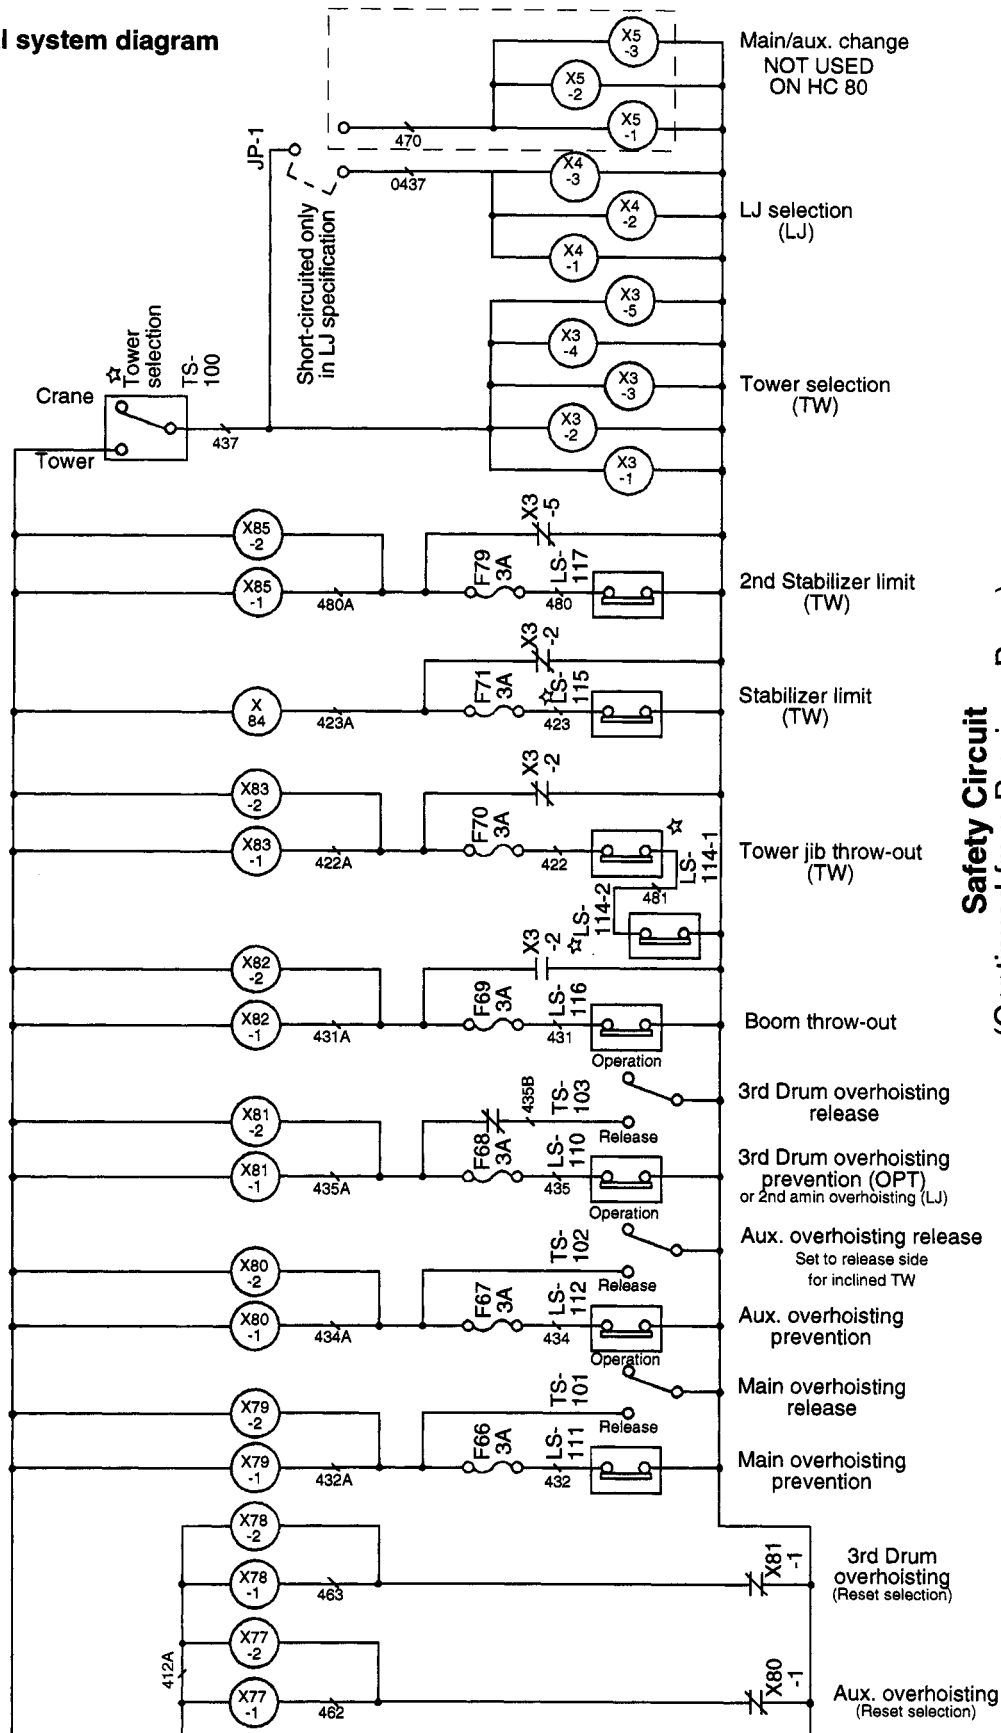 l system diagram
X5
-3
Main/aux. change
NOT USED
ON HC 80
X5
-2
X5
-1
470
JP-1
X4
-3
0437
Short-circuited only
in LJ specification
X4
-2
LJ selection
(LJ)
X4
-1
X3
-5
X3
-4
☆
Tower
selection
TS-
100
Crane
X3
-3
Tower selection
(TW)
X3
-2
437
Tower
X3
-1
X3
-5
X85
-2
F79
3A
LS-
117
X85
-1
480A
480
2nd Stabilizer limit
(TW)
X3
-2
F71
3A
☆
LS-
115
X
84
423A
423
Stabilizer limit
(TW)
X3
-2
X83
-2
F70
3A
☆
X83
-1
422A
422
LS-
114-1
Tower jib throw-out
(TW)
481
☆
LS-
114-2
X3
-2
X82
-2
F69
3A
LS-
116
X82
-1
431A
431
Boom throw-out
Safety Circuit
Operation
435B
TS-
103
3rd Drum overhoisting
release
X81
-2
Release
F68
3A
LS-
110
X81
-1
435A
435
3rd Drum overhoisting
prevention (OPT)
or 2nd amin overhoisting (LJ)
Operation
TS-
102
Aux. overhoisting release
Set to release side
for inclined TW
X80
-2
Release
F67
3A
LS-
112
X80
-1
434A
434
Aux. overhoisting
prevention
Operation
TS-
101
Main overhoisting
release
X79
-2
Release
F66
3A
LS-
111
X79
-1
432A
432
Main overhoisting
prevention
X78
-2
X78
-1
463
X81
-1
3rd Drum
overhoisting
(Reset selection)
X77
-2
412A
X77
-1
462
X80
-1
Aux. overhoisting
(Reset selection)